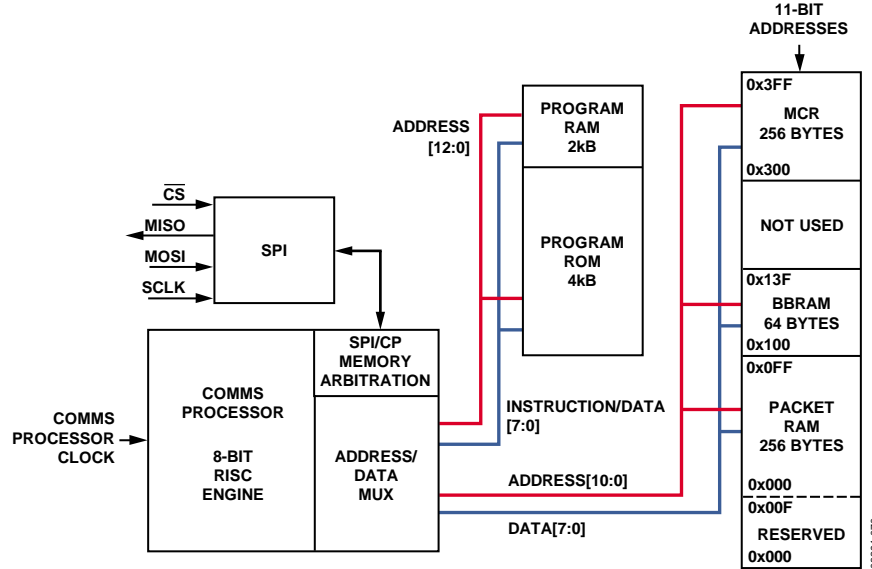 11-BIT
ADDRESSES
0x3FF
MCR
256 BYTES
0x300
NOT USED
0x13F
BBRAM
64 BYTES
0x100
0x0FF
PACKET
RAM
256 BYTES
0x000
0x00F
RESERVED
0x000
PROGRAM
RAM
2kB
PROGRAM
ROM
4kB
ADDRESS
[12:0]
CS
MISO
MOSI
SCLK
SPI
SPI/CP
MEMORY
ARBITRATION
COMMS
PROCESSOR
8-BIT
RISC
ENGINE
ADDRESS/
DATA
MUX
COMMS
PROCESSOR
CLOCK
INSTRUCTION/DATA
[7:0]
ADDRESS[10:0]
DATA[7:0]